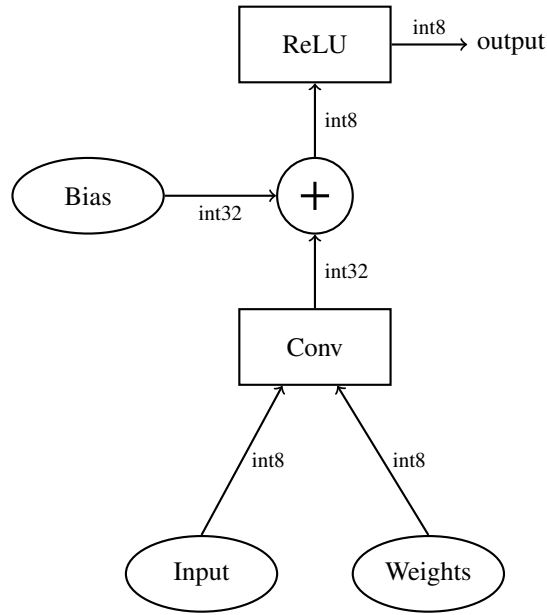 ReLU
int8
output
int8
Bias
int32
+
int32
Conv
int8
int8
Input
Weights